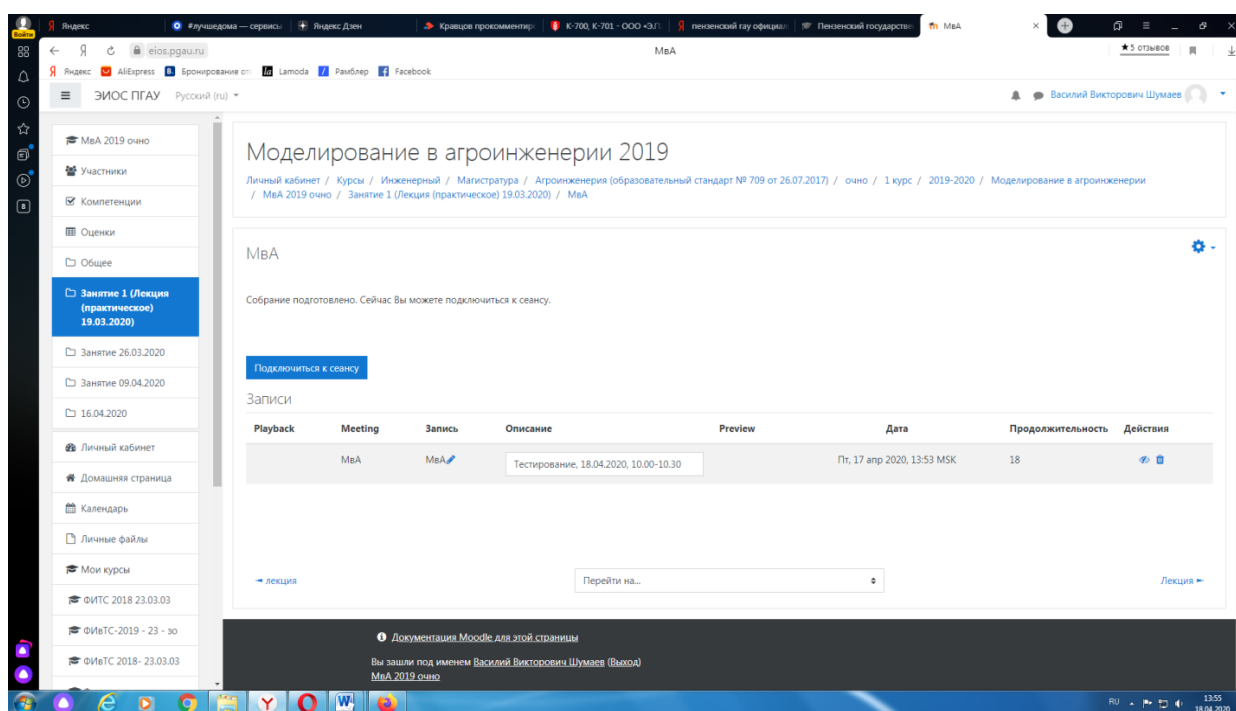 Яндекс
#лучшедома — сервисы
Яндекс Дзен
Кравцов прокомментир
К-700, К-701 - ООО «ЭЛ
пензенский гау официал
Пензенский государстве
МвА
Войти
eios.pgau.ru
МвА
★5 отзывов
Яндекс
AliExpress
Бронирование от
Lamoda
Рамблер
Facebook
ЭИОС ПГАУ
Русский (ru)
Василий Викторович Шумаев
МвА 2019 очно
Участники
Компетенции
Оценки
Общее
Занятие 1 (Лекция
(практическое)
19.03.2020)
Занятие 26.03.2020
Занятие 09.04.2020
16.04.2020
Личный кабинет
Домашняя страница
Календарь
Личные файлы
Мои курсы
ФИТС 2018 23.03.03
ФИвТС-2019 - 23 - зо
ФИвТС 2018- 23.03.03
Моделирование в агроинженерии 2019
Личный кабинет / Курсы / Инженерный / Магистратура / Агроинженерия (образовательный стандарт № 709 от 26.07.2017) / очно / 1 курс / 2019-2020 / Моделирование в агроинженерии
/ МвА 2019 очно / Занятие 1 (Лекция (практическое) 19.03.2020) / МвА
МвА
Собрание подготовлено. Сейчас Вы можете подключиться к сеансу.
Подключиться к сеансу
Записи
Playback Meeting Запись Описание Preview Дата Продолжительность Действия
МвА МвА Тестирование, 18.04.2020, 10.00-10.30 Пт, 17 апр 2020, 13:53 MSK 18
лекция
Перейти на...
Лекция
Документация Moodle для этой страницы
Вы зашли под именем Василий Викторович Шумаев (Выход)
МвА 2019 очно
RU
13:55
18.04.2020